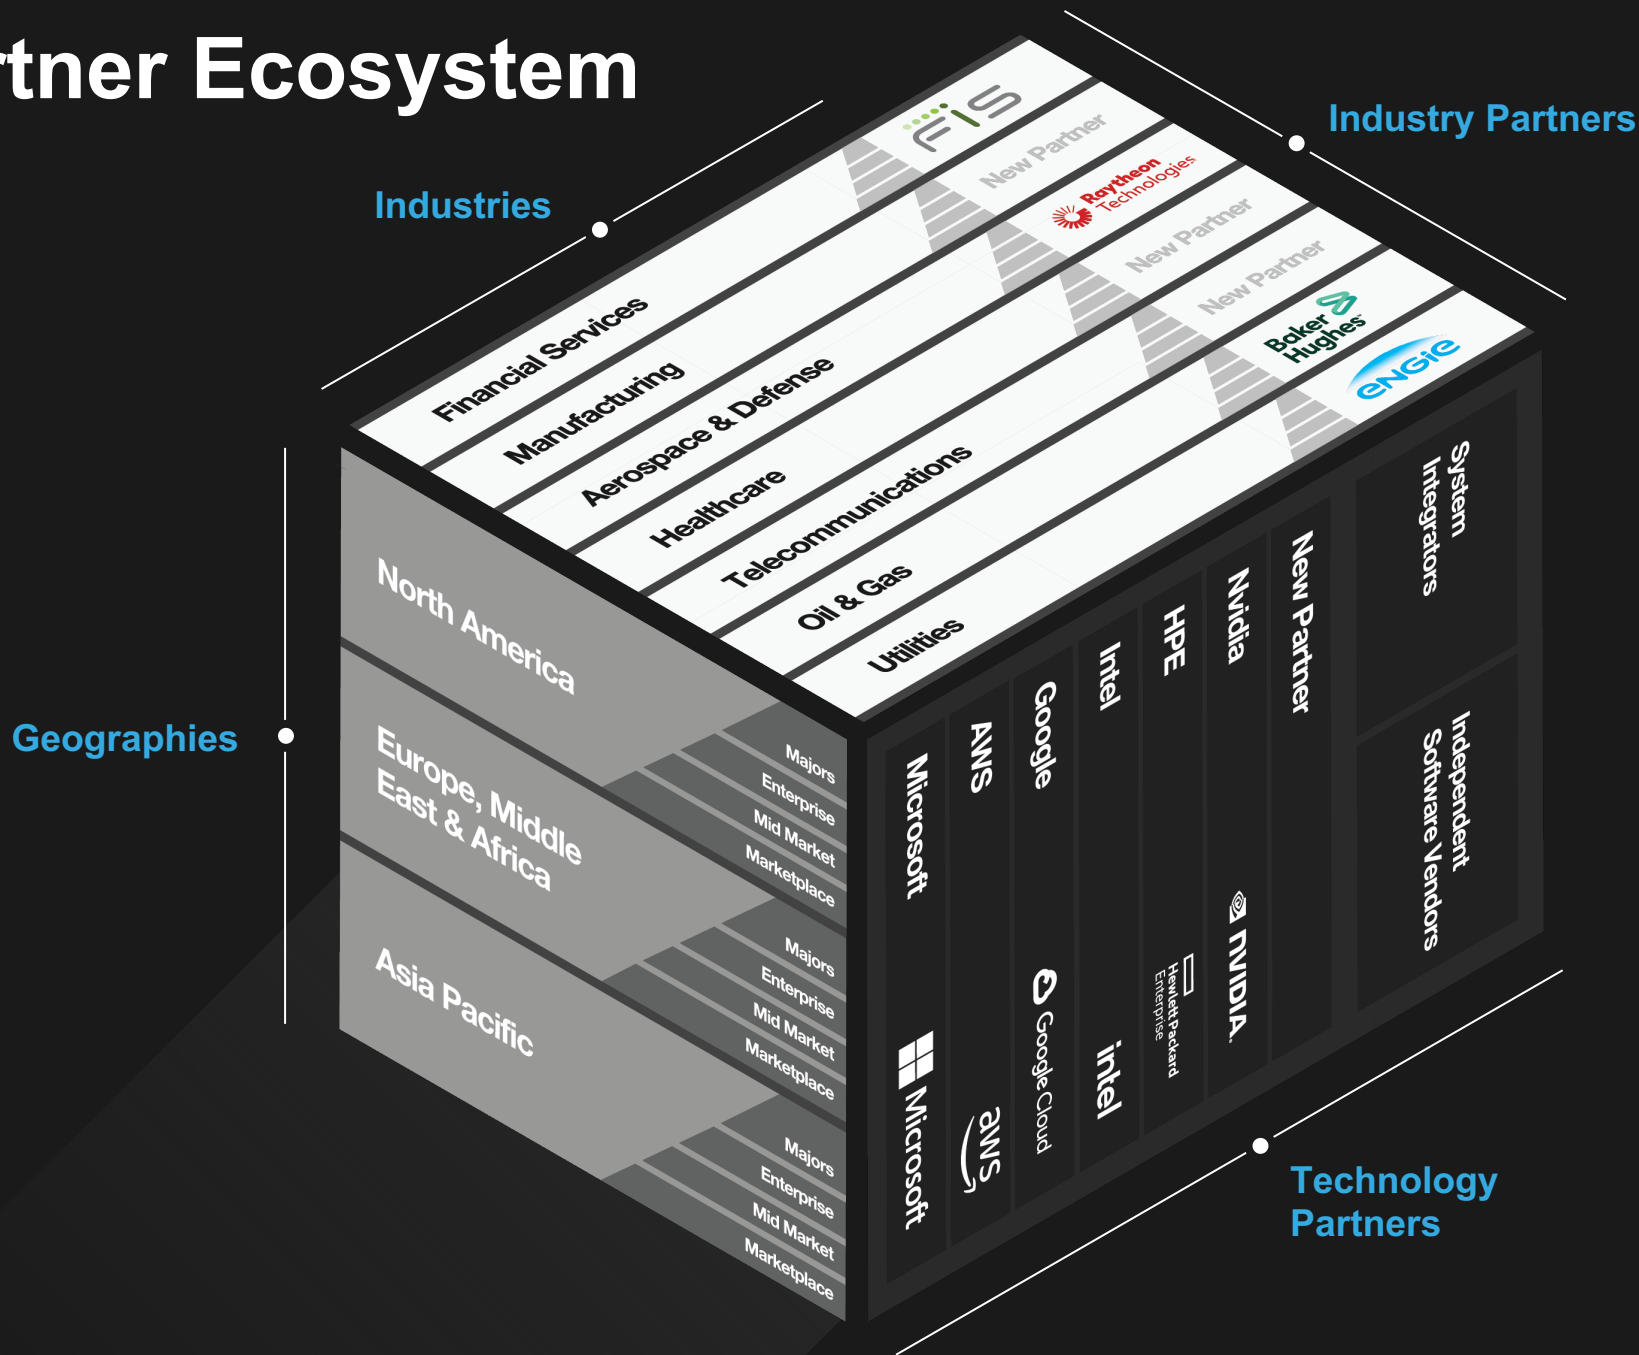 rtner Ecosystem
Industries
Industry Partners
FIS
New Partner
Raytheon
Technologies
New Partner
New Partner
Baker
Hughes
ENGIE
Financial Services
Manufacturing
Aerospace & Defense
Healthcare
Telecommunications
Oil & Gas
Utilities
Geographies
North America
Majors
Enterprise
Mid Market
Marketplace
Europe, Middle
East & Africa
Majors
Enterprise
Mid Market
Marketplace
Asia Pacific
Majors
Enterprise
Mid Market
Marketplace
Microsoft
Microsoft
AWS
aws
Google
Google Cloud
Intel
intel
HPE
Hewlett Packard
Enterprise
Nvidia
NVIDIA.
New Partner
System
Integrators
Independent
Software Vendors
Technology
Partners